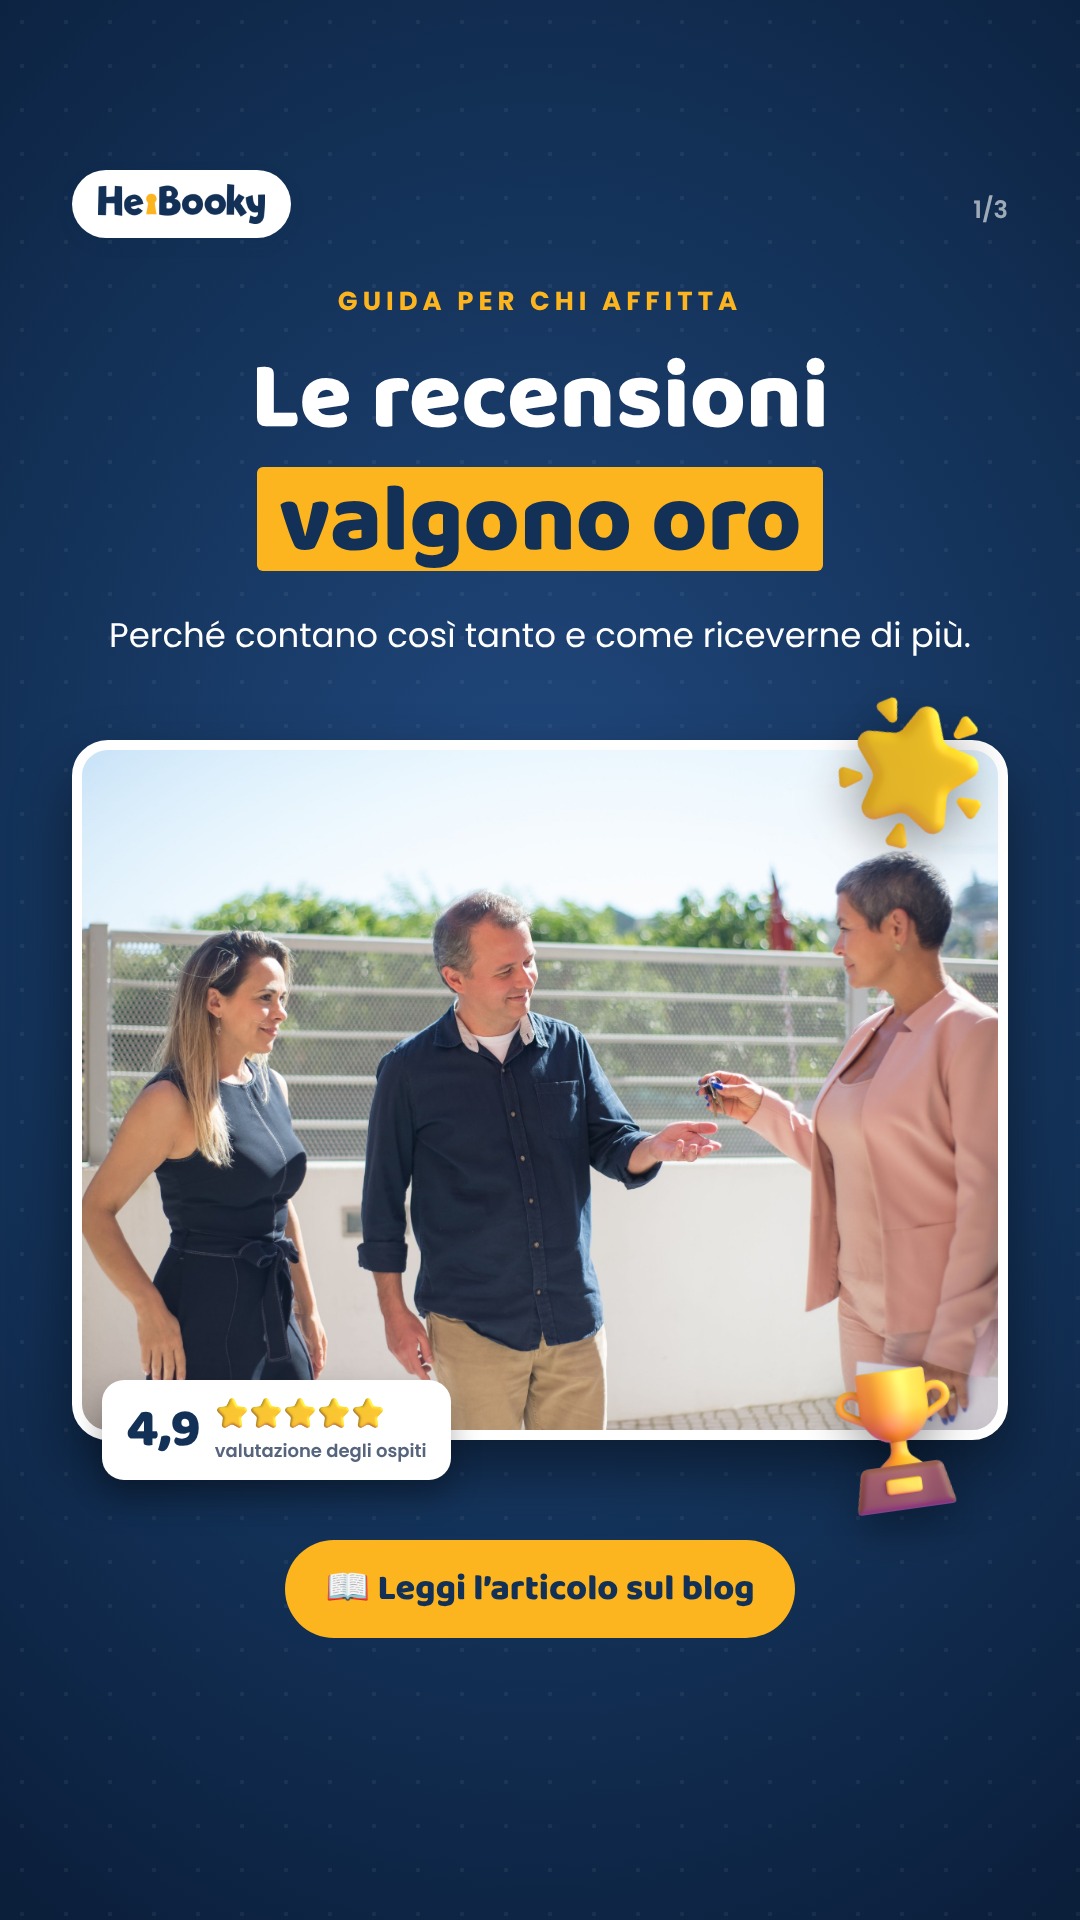 HeiBooky
1/3
GUIDA PER CHI AFFITTA
Le recensioni
valgono oro
Perché contano così tanto e come riceverne di più.
4,9
valutazione degli ospiti
Leggi l’articolo sul blog